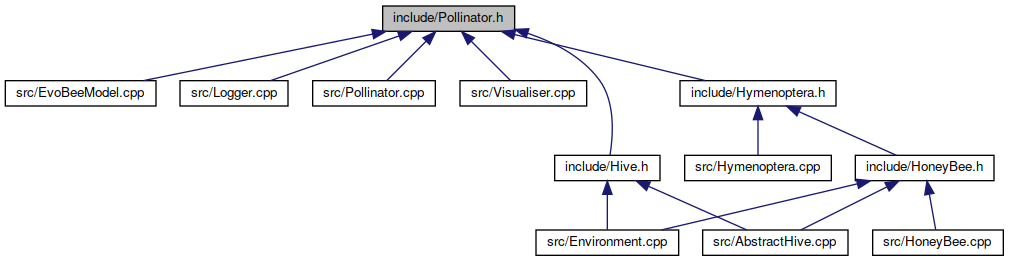 include/Pollinator.h
src/EvoBeeModel.cpp
src/Logger.cpp
src/Pollinator.cpp
src/Visualiser.cpp
include/Hymenoptera.h
include/Hive.h
src/Hymenoptera.cpp
include/HoneyBee.h
src/Environment.cpp
src/AbstractHive.cpp
src/HoneyBee.cpp